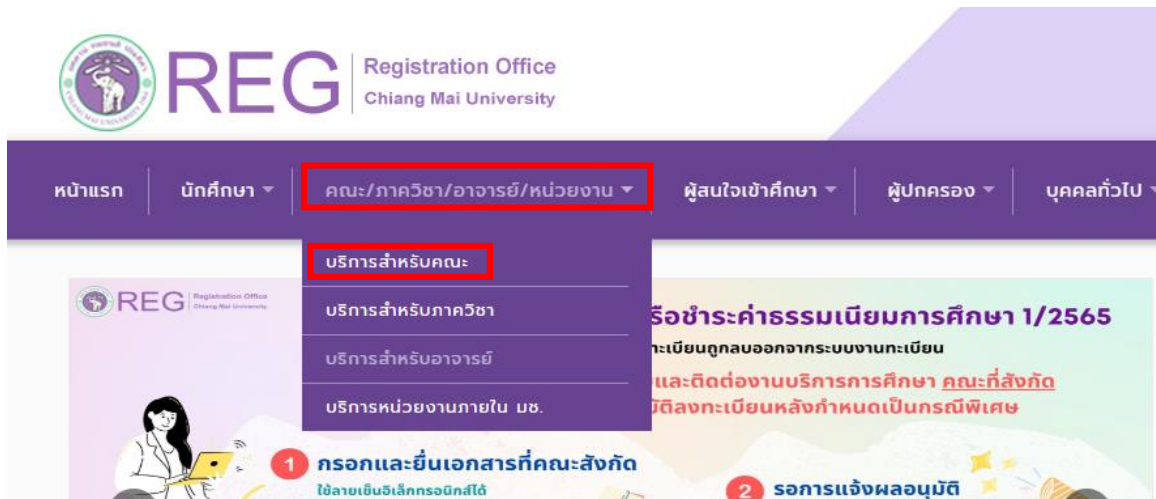 REG
Registration Office
Chiang Mai University
หน้าแรก
นักศึกษา
คณะ/ภาควิชา/อาจารย์/หน่วยงาน
ผู้สนใจเข้าศึกษา
ผู้ปกครอง
บุคคลทั่วไป
บริการสำหรับคณะ
บริการสำหรับภาควิชา
บริการสำหรับอาจารย์
บริการหน่วยงานภายใน มช.
REG
Registration Office
Chiang Mai University
รือชำระค่าธรรมเนียมการศึกษา 1/2565
ทะเบียนถูกลบออกจากระบบงานทะเบียน
และติดต่องานบริการการศึกษา คณะที่สังกัด
มัติลงทะเบียนหลังกำหนดเป็นกรณีพิเศษ
1 กรอกและยื่นเอกสารที่คณะสังกัด
ใช้ลายเซ็นอิเล็กทรอนิกส์ได้
2 รอการแจ้งผลอนุมัติ